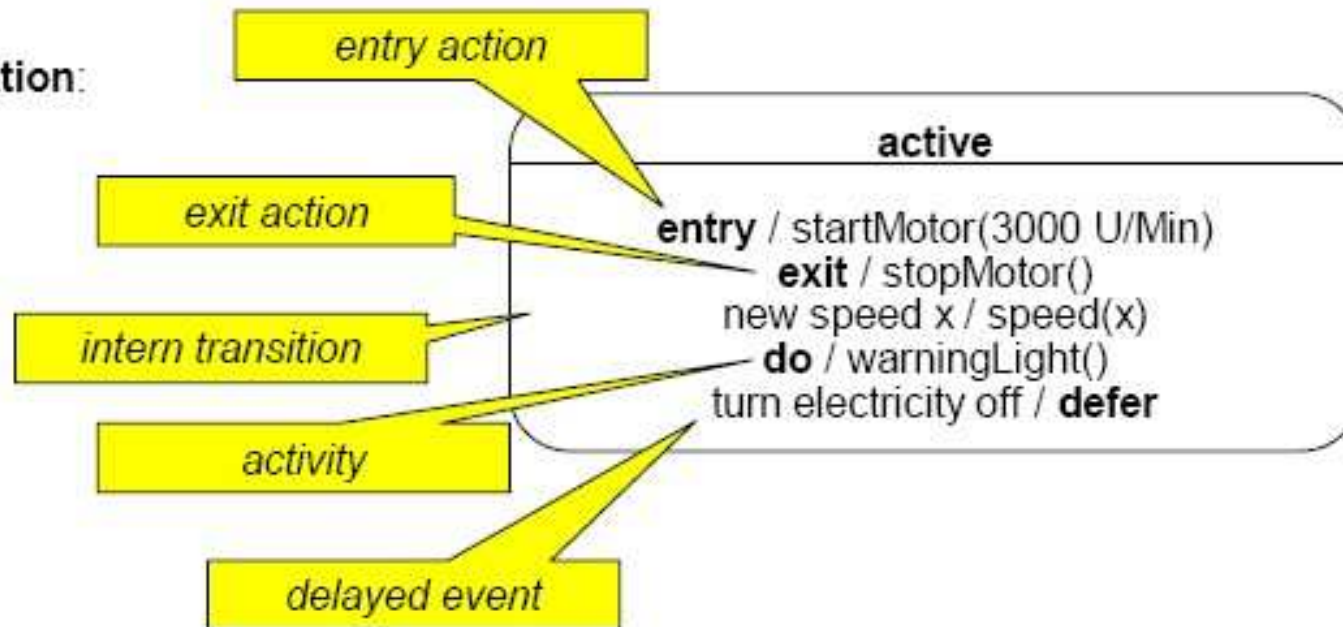 entry action
tion:
active
exit action
entry / startMotor(3000 U/Min)
exit / stopMotor()
new speed x / speed(x)
intern transition
do / warningLight()
turn electricity off / defer
activity
delayed event